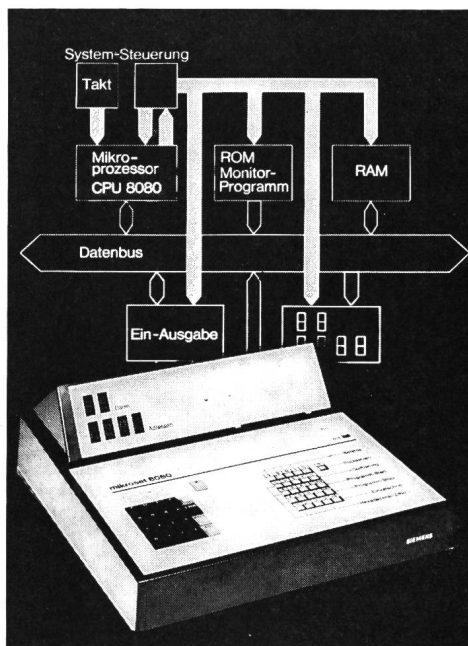 System-Steuerung
Takt
Mikro-
prozessor
CPU 8080
ROM
Monitor-
Programm
RAM
Datenbus
Ein-Ausgabe
Daten
Adressen
mikroset 8080
SIEMENS